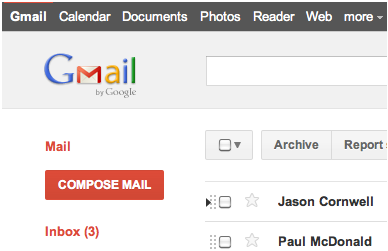 Gmail Calendar Documents Photos Reader Web more
Gmail
by Google
Mail
Archive Report
COMPOSE MAIL
Jason Cornwell
Inbox (3)
Paul McDonald